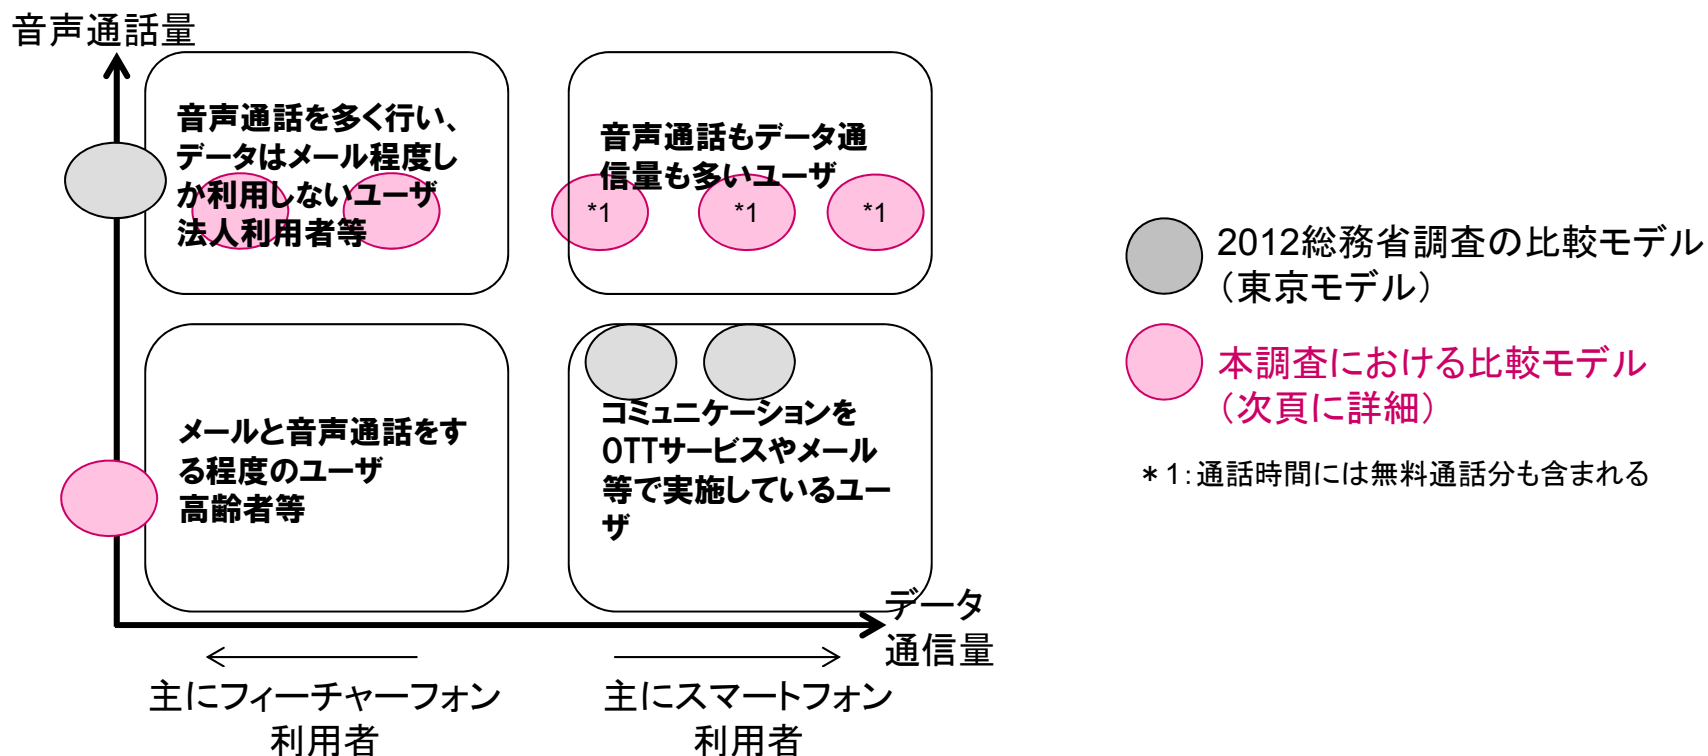 音声通話量
音声通話を多く行い、
データはメール程度し
か利用しないユーザ
法人利用者等
音声通話もデータ通
信量も多いユーザ
*1
*1
*1
メールと音声通話をす
る程度のユーザ
高齢者等
コミュニケーションを
OTTサービスやメール
等で実施しているユー
ザ
データ
通信量
主にフィーチャーフォン
利用者
主にスマートフォン
利用者
2012総務省調査の比較モデル
（東京モデル）
本調査における比較モデル
（次頁に詳細）
＊1：通話時間には無料通話分も含まれる